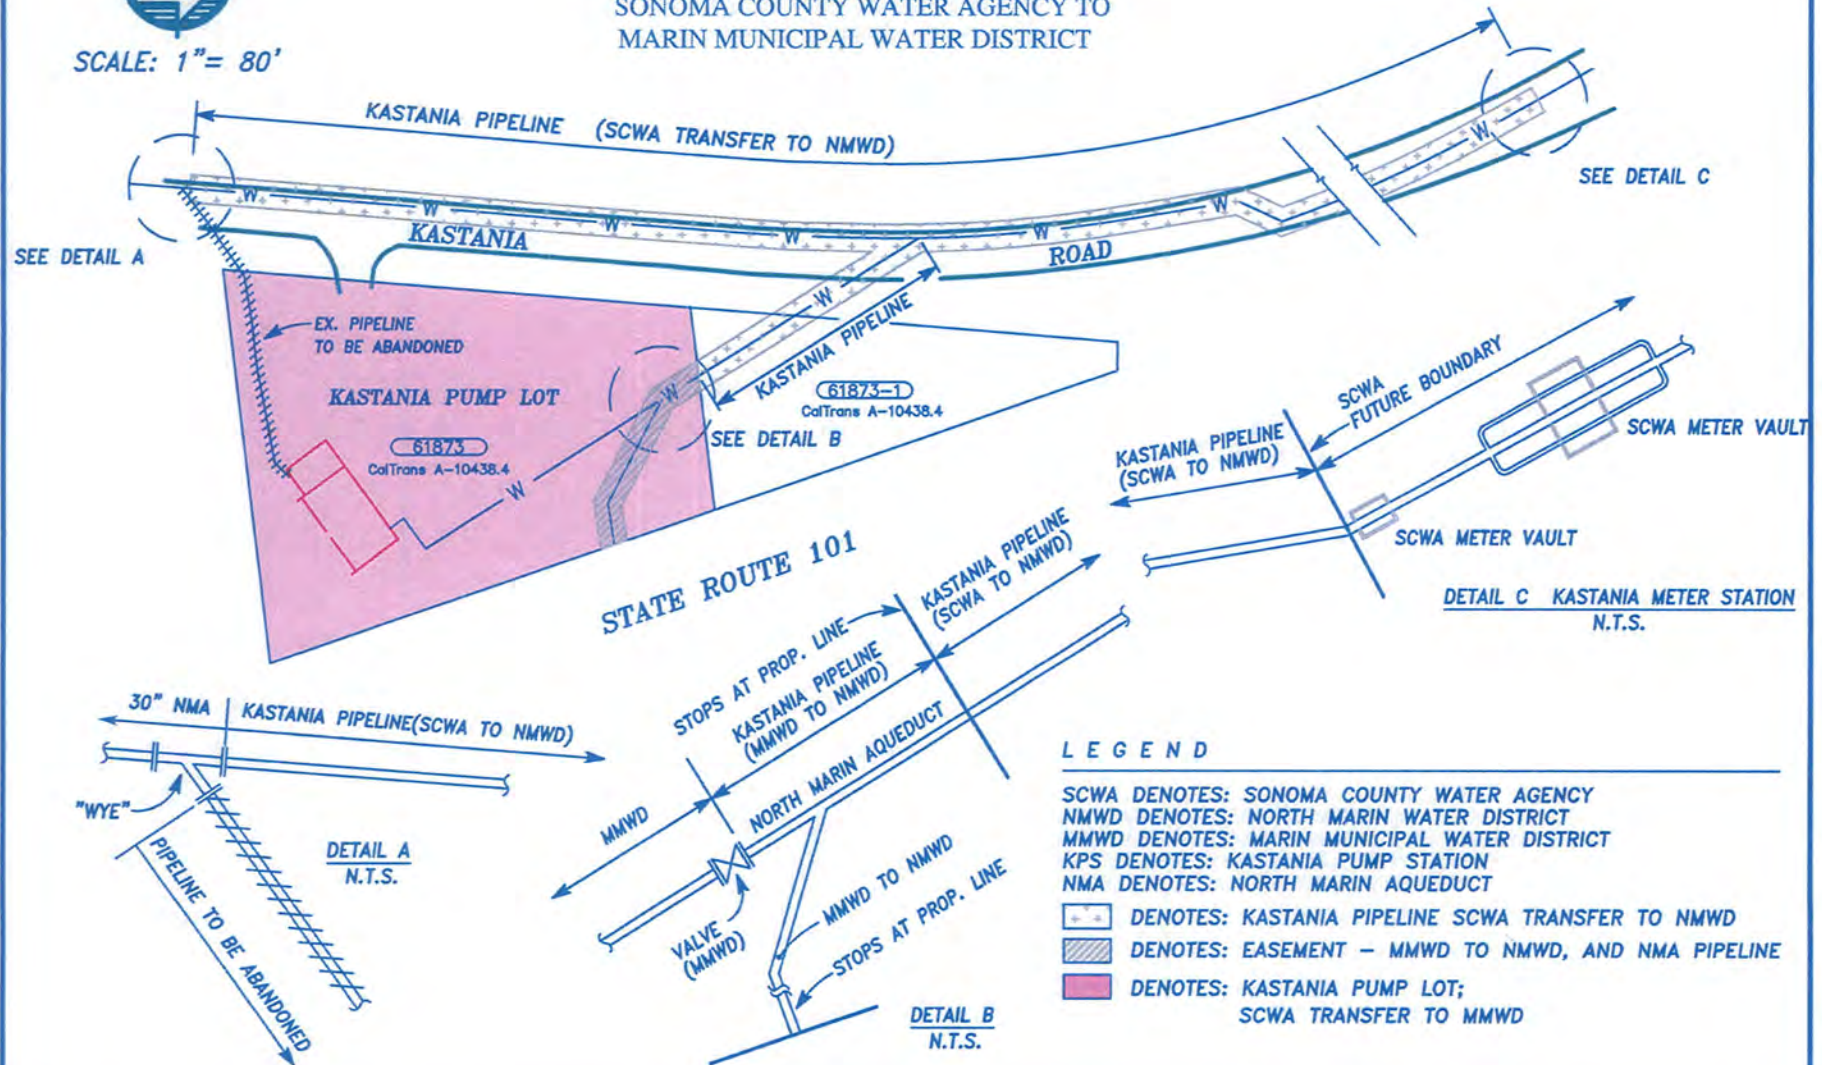 SONOMA COUNTY WATER AGENCY TO
MARIN MUNICIPAL WATER DISTRICT
SCALE: 1"= 80'
KASTANIA PIPELINE (SCWA TRANSFER TO NMWD)
SEE DETAIL C
W
W
W
W
W
W
W
KASTANIA
ROAD
SEE DETAIL A
EX. PIPELINE
TO BE ABANDONED
KASTANIA PUMP LOT
61873
CalTrans A-10438.4
W
W
W
KASTANIA PIPELINE
61873-1
CalTrans A-10438.4
SEE DETAIL B
STATE ROUTE 101
KASTANIA PIPELINE
(SCWA TO NMWD)
SCWA
FUTURE BOUNDARY
SCWA METER VAULT
SCWA METER VAULT
DETAIL C KASTANIA METER STATION
N.T.S.
30" NMA
KASTANIA PIPELINE(SCWA TO NMWD)
"WYE"
PIPELINE TO BE ABANDONED
DETAIL A
N.T.S.
STOPS AT PROP. LINE
KASTANIA PIPELINE
(MMWD TO NMWD)
KASTANIA PIPELINE
(SCWA TO NMWD)
MMWD
NORTH MARIN AQUEDUCT
VALVE
(MMWD)
MMWD TO NMWD
STOPS AT PROP. LINE
DETAIL B
N.T.S.
LEGEND
SCWA DENOTES: SONOMA COUNTY WATER AGENCY
NMWD DENOTES: NORTH MARIN WATER DISTRICT
MMWD DENOTES: MARIN MUNICIPAL WATER DISTRICT
KPS DENOTES: KASTANIA PUMP STATION
NMA DENOTES: NORTH MARIN AQUEDUCT
DENOTES: KASTANIA PIPELINE SCWA TRANSFER TO NMWD
DENOTES: EASEMENT – MMWD TO NMWD, AND NMA PIPELINE
DENOTES: KASTANIA PUMP LOT;
SCWA TRANSFER TO MMWD